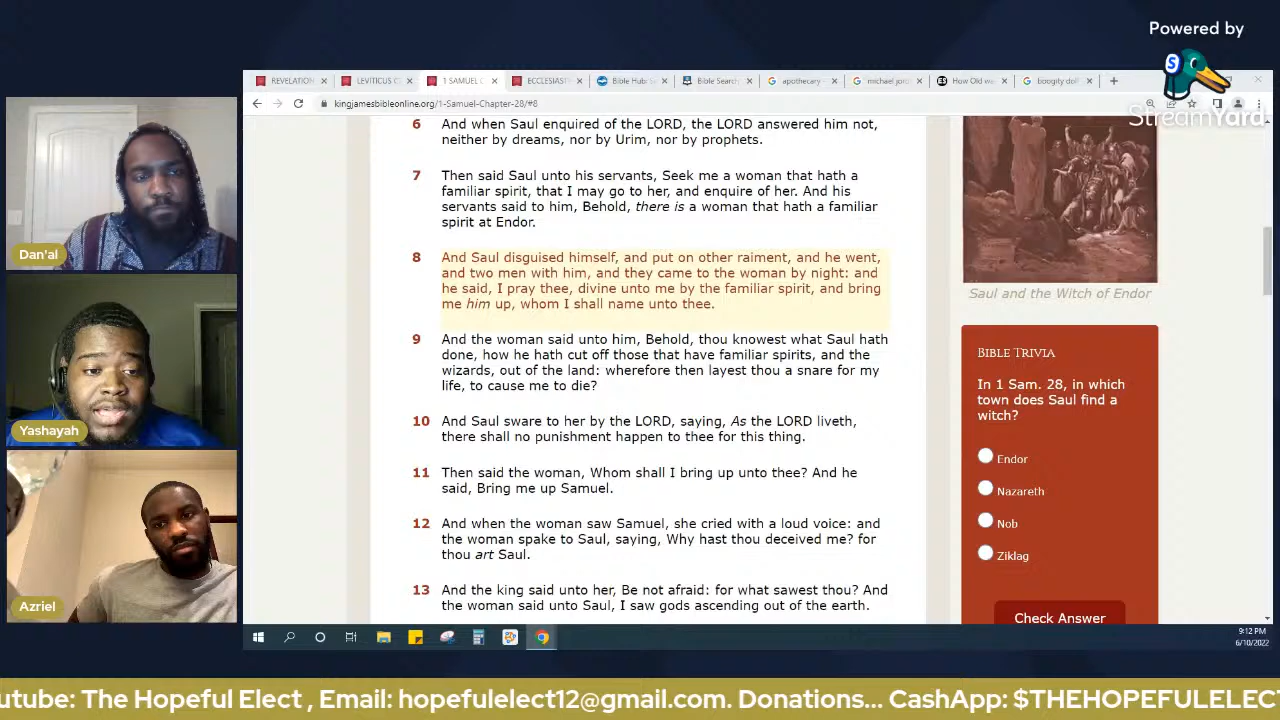 Powered by
StreamYard
REVELATION
LEVITICUS C
1 SAMUEL C
ECCLESIAST
Bible Hub: S
Bible Search
apothecary
michael jord
How Old wa
boogity doll
kingjamesbibleonline.org/1-Samuel-Chapter-28/#8
6 And when Saul enquired of the LORD, the LORD answered him not,
neither by dreams, nor by Urim, nor by prophets.
7 Then said Saul unto his servants, Seek me a woman that hath a
familiar spirit, that I may go to her, and enquire of her. And his
servants said to him, Behold, there is a woman that hath a familiar
spirit at Endor.
8 And Saul disguised himself, and put on other raiment, and he went,
and two men with him, and they came to the woman by night: and
he said, I pray thee, divine unto me by the familiar spirit, and bring
me him up, whom I shall name unto thee.
9 And the woman said unto him, Behold, thou knowest what Saul hath
done, how he hath cut off those that have familiar spirits, and the
wizards, out of the land: wherefore then layest thou a snare for my
life, to cause me to die?
10 And Saul sware to her by the LORD, saying, As the LORD liveth,
there shall no punishment happen to thee for this thing.
11 Then said the woman, Whom shall I bring up unto thee? And he
said, Bring me up Samuel.
12 And when the woman saw Samuel, she cried with a loud voice: and
the woman spake to Saul, saying, Why hast thou deceived me? for
thou art Saul.
13 And the king said unto her, Be not afraid: for what sawest thou? And
the woman said unto Saul, I saw gods ascending out of the earth.
Saul and the Witch of Endor
BIBLE TRIVIA
In 1 Sam. 28, in which
town does Saul find a
witch?
Endor
Nazareth
Nob
Ziklag
Check Answer
Dan'al
Yashayah
Azriel
9:12 PM
6/10/2022
utube: The Hopeful Elect , Email: hopefulelect12@gmail.com. Donations... CashApp: $THEHOPEFULELECT